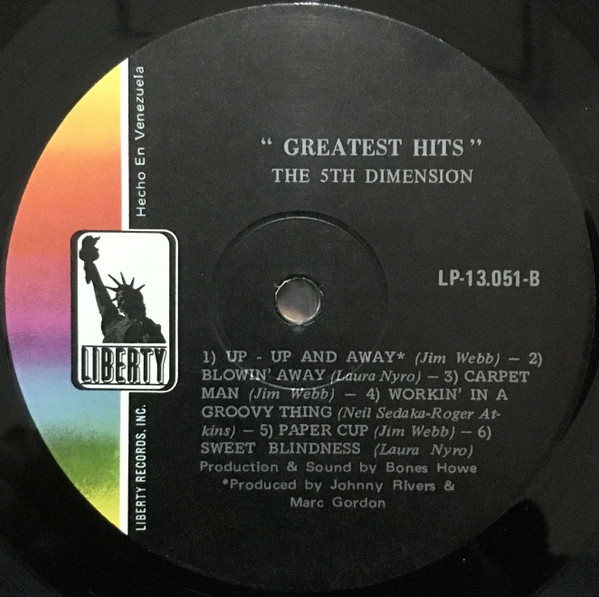 Hecho En Venezuela
“ GREATEST HITS ”
THE 5TH DIMENSION
LP-13.051-B
LIBERTY
1) UP - UP AND AWAY* (Jim Webb) — 2)
BLOWIN' AWAY (Laura Nyro) — 3) CARPET
MAN (Jim Webb) — 4) WORKIN' IN A
GROOVY THING (Neil Sedaka-Roger At-
kins) — 5) PAPER CUP (Jim Webb) — 6)
SWEET BLINDNESS (Laura Nyro)
Production & Sound by Bones Howe
*Produced by Johnny Rivers &
Marc Gordon
LIBERTY RECORDS, INC.